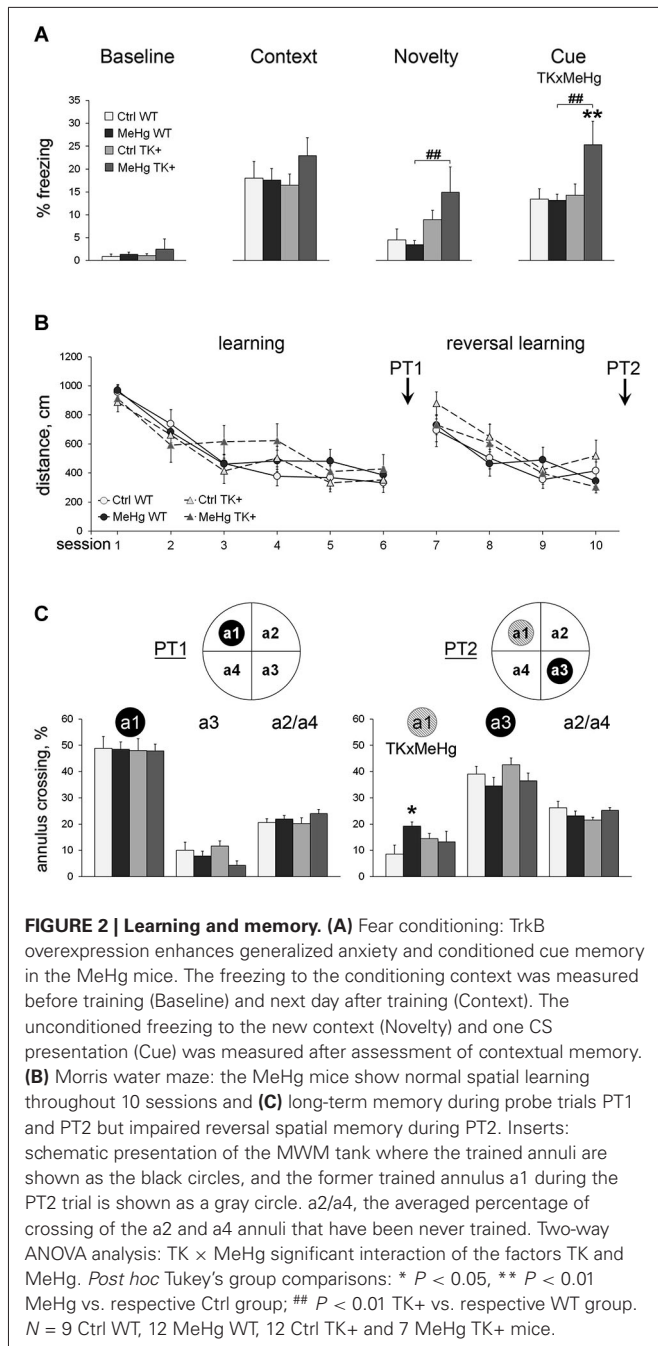 A
Baseline Context Novelty Cue
TKxMeHg
## ## **
% freezing
35
30
25
20
15
10
5
0
Ctrl WT
MeHg WT
Ctrl TK+
MeHg TK+
B
learning reversal learning
PT1 PT2
distance, cm
1200
1000
800
600
400
200
0
Ctrl WT Ctrl TK+
MeHg WT MeHg TK+
session 1 2 3 4 5 6 7 8 9 10
C
PT1
a1 a2
a4 a3
PT2
a1 a2
a4 a3
annulus crossing, %
60
50
40
30
20
10
0
a1 a3 a2/a4
60
50
40
30
20
10
0
a1 a3 a2/a4
TKxMeHg
*
FIGURE 2 | Learning and memory. (A) Fear conditioning: TrkB
overexpression enhances generalized anxiety and conditioned cue memory
in the MeHg mice. The freezing to the conditioning context was measured
before training (Baseline) and next day after training (Context). The
unconditioned freezing to the new context (Novelty) and one CS
presentation (Cue) was measured after assessment of contextual memory.
(B) Morris water maze: the MeHg mice show normal spatial learning
throughout 10 sessions and (C) long-term memory during probe trials PT1
and PT2 but impaired reversal spatial memory during PT2. Inserts:
schematic presentation of the MWM tank where the trained annuli are
shown as the black circles, and the former trained annulus a1 during the
PT2 trial is shown as a gray circle. a2/a4, the averaged percentage of
crossing of the a2 and a4 annuli that have been never trained. Two-way
ANOVA analysis: TK × MeHg significant interaction of the factors TK and
MeHg. Post hoc Tukey's group comparisons: * P < 0.05, ** P < 0.01
MeHg vs. respective Ctrl group; ## P < 0.01 TK+ vs. respective WT group.
N = 9 Ctrl WT, 12 MeHg WT, 12 Ctrl TK+ and 7 MeHg TK+ mice.